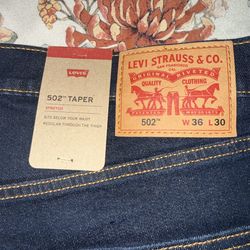 Levi's
502™ TAPER
STRETCH
SITS BELOW YOUR WAIST
REGULAR THROUGH THE THIGH
LEVI STRAUSS & CO.
SAN FRANCISCO
CAL
ORIGINAL RIVETED
QUALITY CLOTHING
502™ W 36 L 30